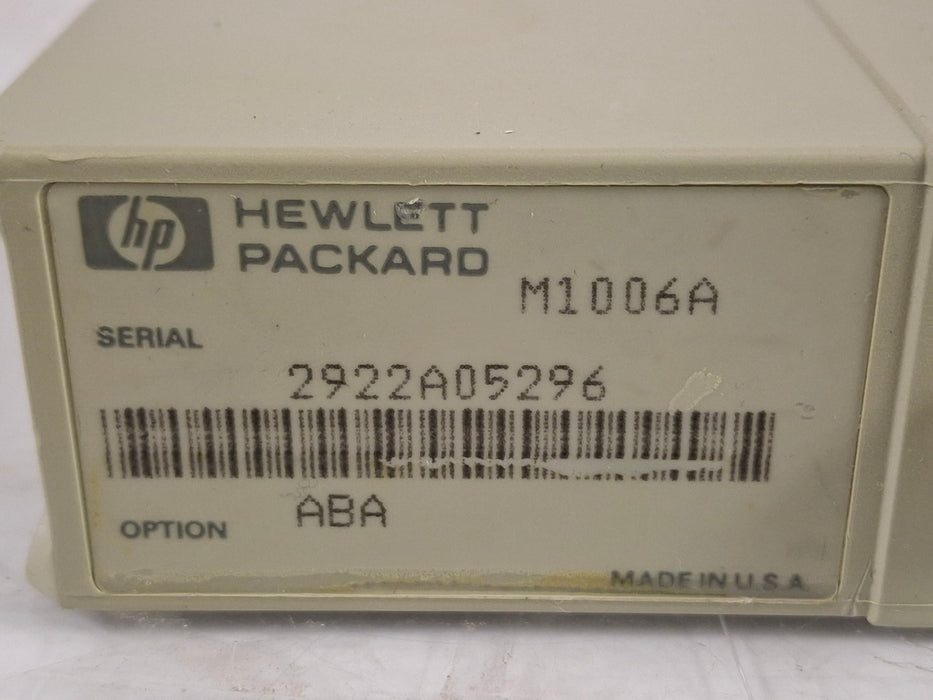 hp HEWLETT
PACKARD
M1006A
SERIAL
2922A05296
OPTION ABA
MADE IN U.S.A.